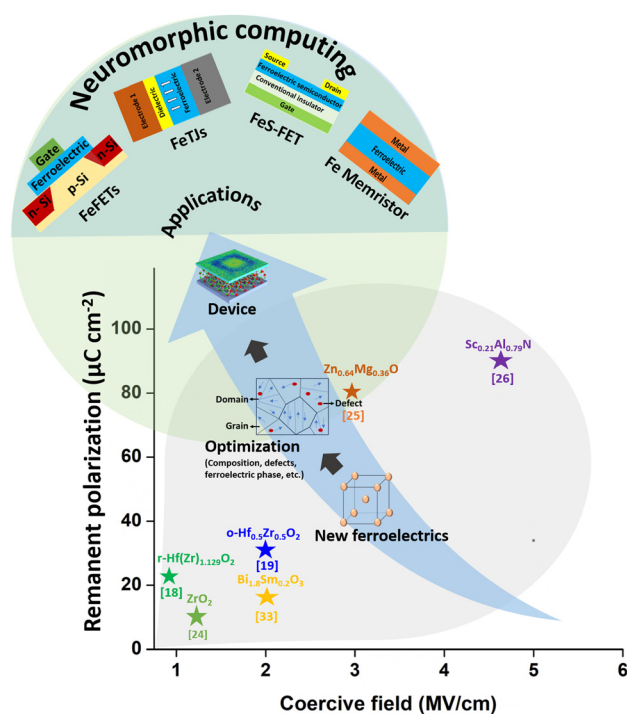 Neuromorphic computing
Gate
Ferroelectric
n-Si
p-Si
n- Si
FeFETs
Electrode 1
Dielectric
Ferroelectric
Electrode 2
FeTJs
Source
Drain
Ferroelectric semiconductor
Conventional insulator
Gate
FeS-FET
Metal
Ferroelectric
Metal
Fe Memristor
Applications
Device
Domain
Defect
Grain
Optimization
(Composition, defects,
ferroelectric phase, etc.)
New ferroelectrics
Sc0.21Al0.79N
[26]
Zn0.64Mg0.36O
[25]
o-Hf0.5Zr0.5O2
[19]
r-Hf(Zr)1.129O2
[18]
Bi1.8Sm0.2O3
[33]
ZrO2
[24]
Remanent polarization (µC cm-2)
100
80
60
40
20
0
1 2 3 4 5 6
Coercive field (MV/cm)